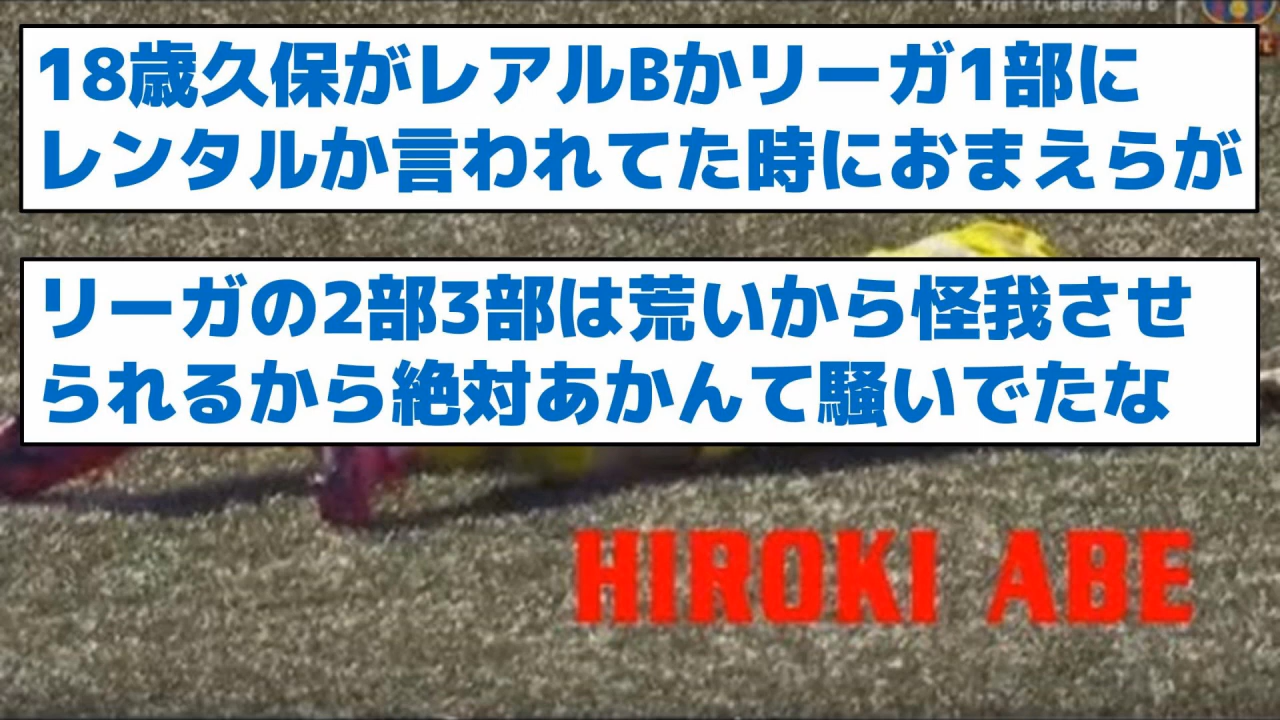 18歳久保がレアルBかリーガ1部に
レンタルか言われてた時におまえらが
リーガの2部3部は荒いから怪我させ
られるから絶対あかんて騒いでたな
HIROKI ABE